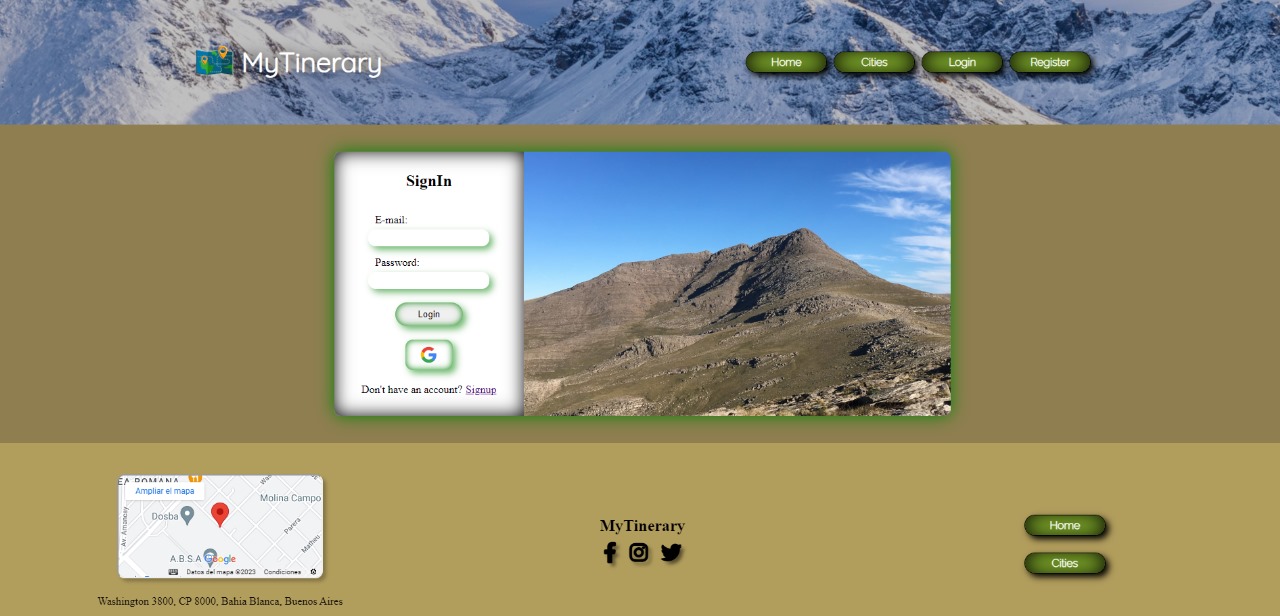 MyTinerary
Home
Cities
Login
Register
SignIn
E-mail:
Password:
Login
G
Don't have an account? Signup
EA ROMANA
Ampliar el mapa
Molina Campo
Dosba
Av. Amancay
Parera
Matheu
A.B.S.A
Google
Datos del mapa ©2023
Condiciones
Washington 3800, CP 8000, Bahia Blanca, Buenos Aires
MyTinerary
Home
Cities